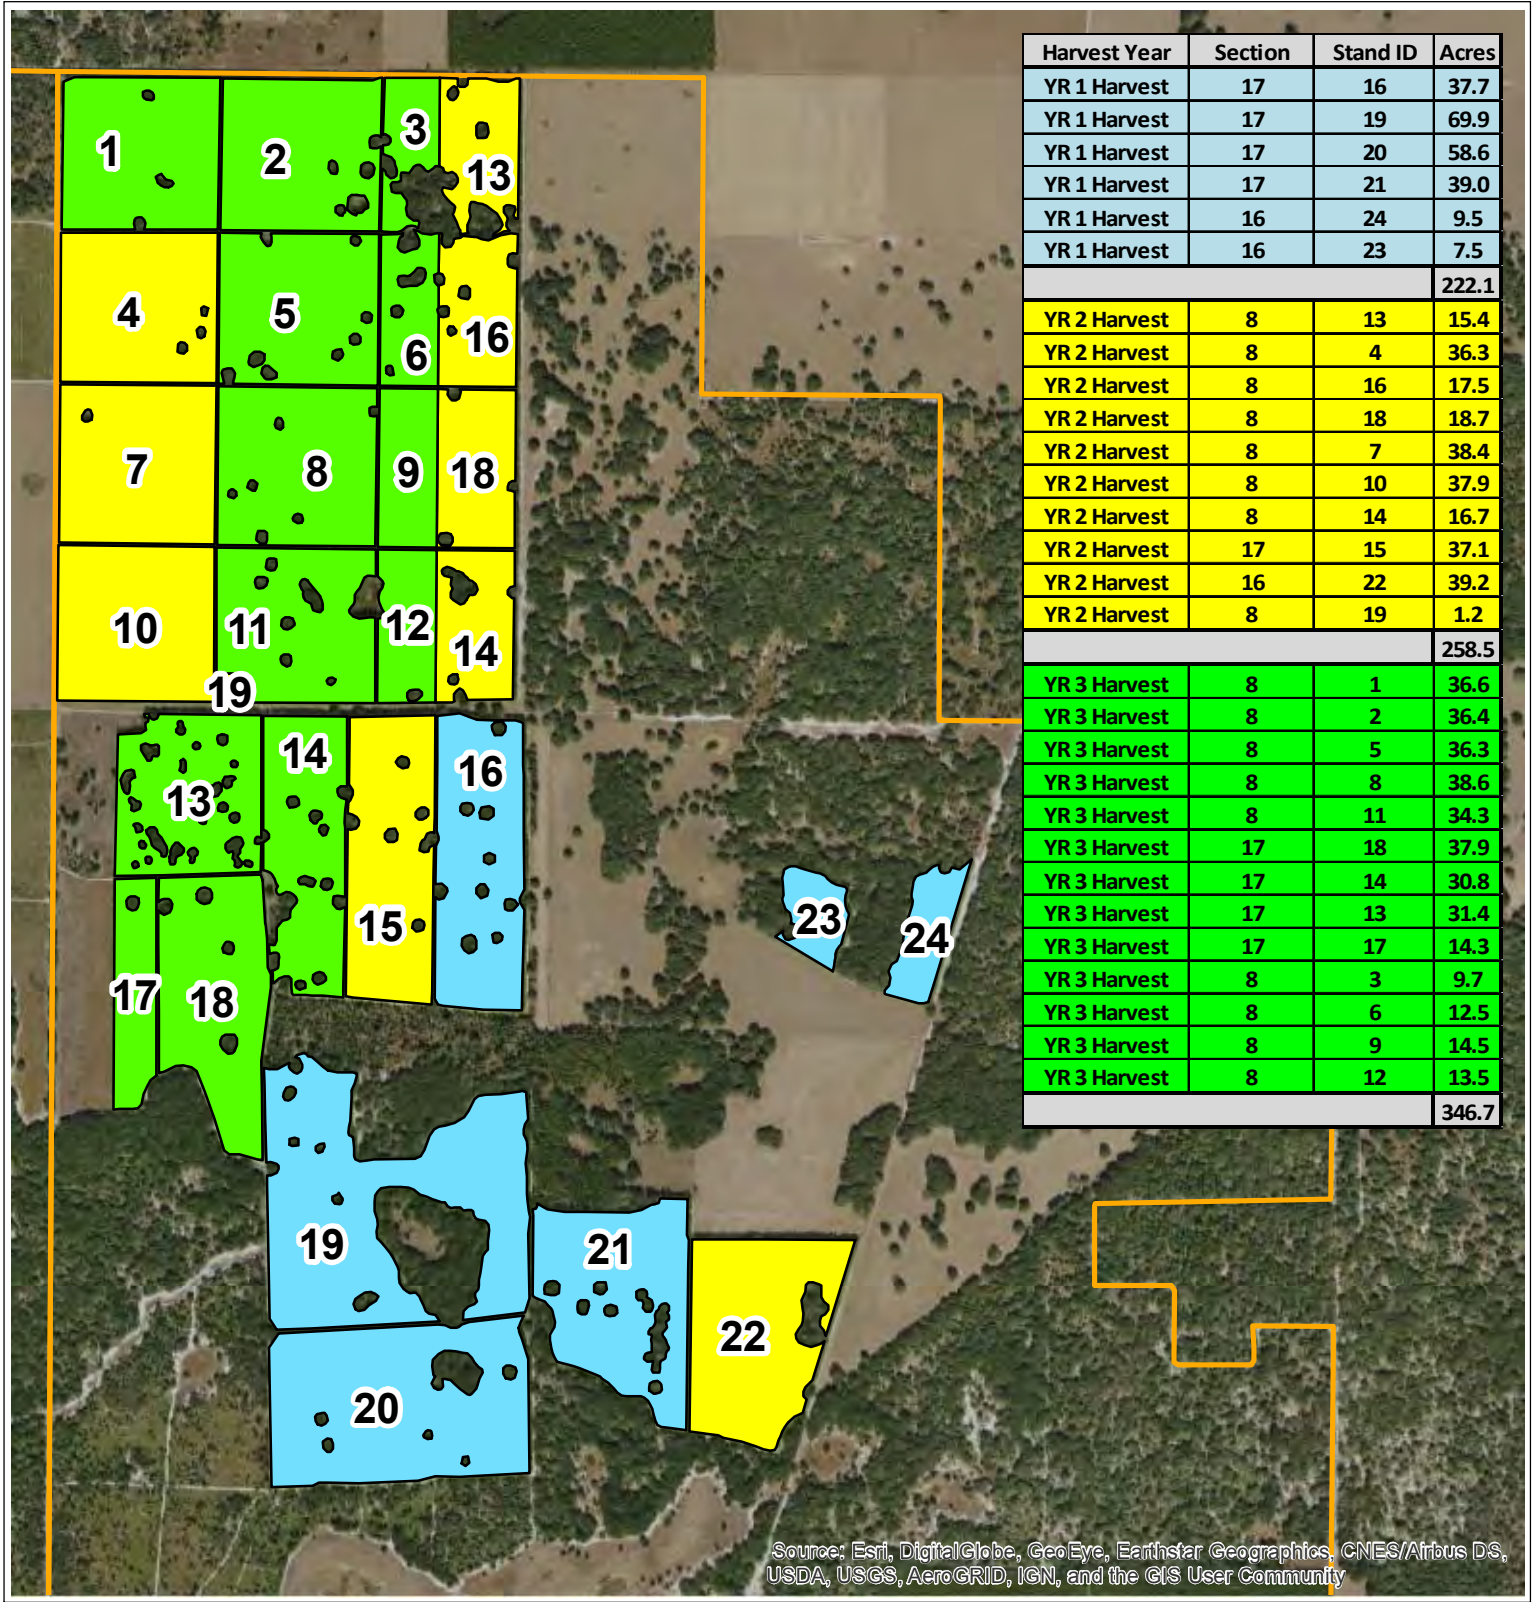 Harvest Year Section Stand ID Acres
YR 1 Harvest 17 16 37.7
YR 1 Harvest 17 19 69.9
YR 1 Harvest 17 20 58.6
YR 1 Harvest 17 21 39.0
YR 1 Harvest 16 24 9.5
YR 1 Harvest 16 23 7.5
222.1
YR 2 Harvest 8 13 15.4
YR 2 Harvest 8 4 36.3
YR 2 Harvest 8 16 17.5
YR 2 Harvest 8 18 18.7
YR 2 Harvest 8 7 38.4
YR 2 Harvest 8 10 37.9
YR 2 Harvest 8 14 16.7
YR 2 Harvest 17 15 37.1
YR 2 Harvest 16 22 39.2
YR 2 Harvest 8 19 1.2
258.5
YR 3 Harvest 8 1 36.6
YR 3 Harvest 8 2 36.4
YR 3 Harvest 8 5 36.3
YR 3 Harvest 8 8 38.6
YR 3 Harvest 8 11 34.3
YR 3 Harvest 17 18 37.9
YR 3 Harvest 17 14 30.8
YR 3 Harvest 17 13 31.4
YR 3 Harvest 17 17 14.3
YR 3 Harvest 8 3 9.7
YR 3 Harvest 8 6 12.5
YR 3 Harvest 8 9 14.5
YR 3 Harvest 8 12 13.5
346.7
1 2 3 13
4 5 6 16
7 8 9 18
10 11 12 14
19
13 14 15 16
17 18
23 24
19 21
20 22
Source: Esri, DigitalGlobe, GeoEye, Earthstar Geographics, CNES/Airbus DS,
USDA, USGS, AeroGRID, IGN, and the GIS User Community